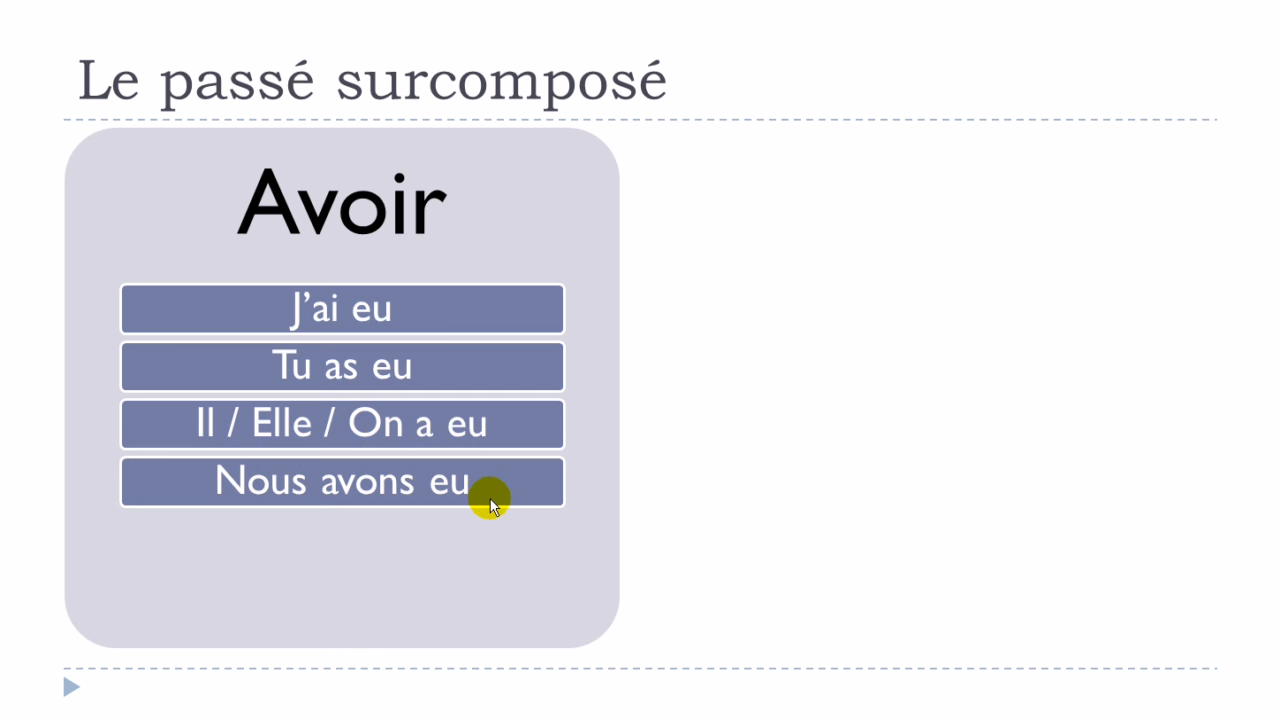 Le passé surcomposé
Avoir
J’ai eu
Tu as eu
Il / Elle / On a eu
Nous avons eu